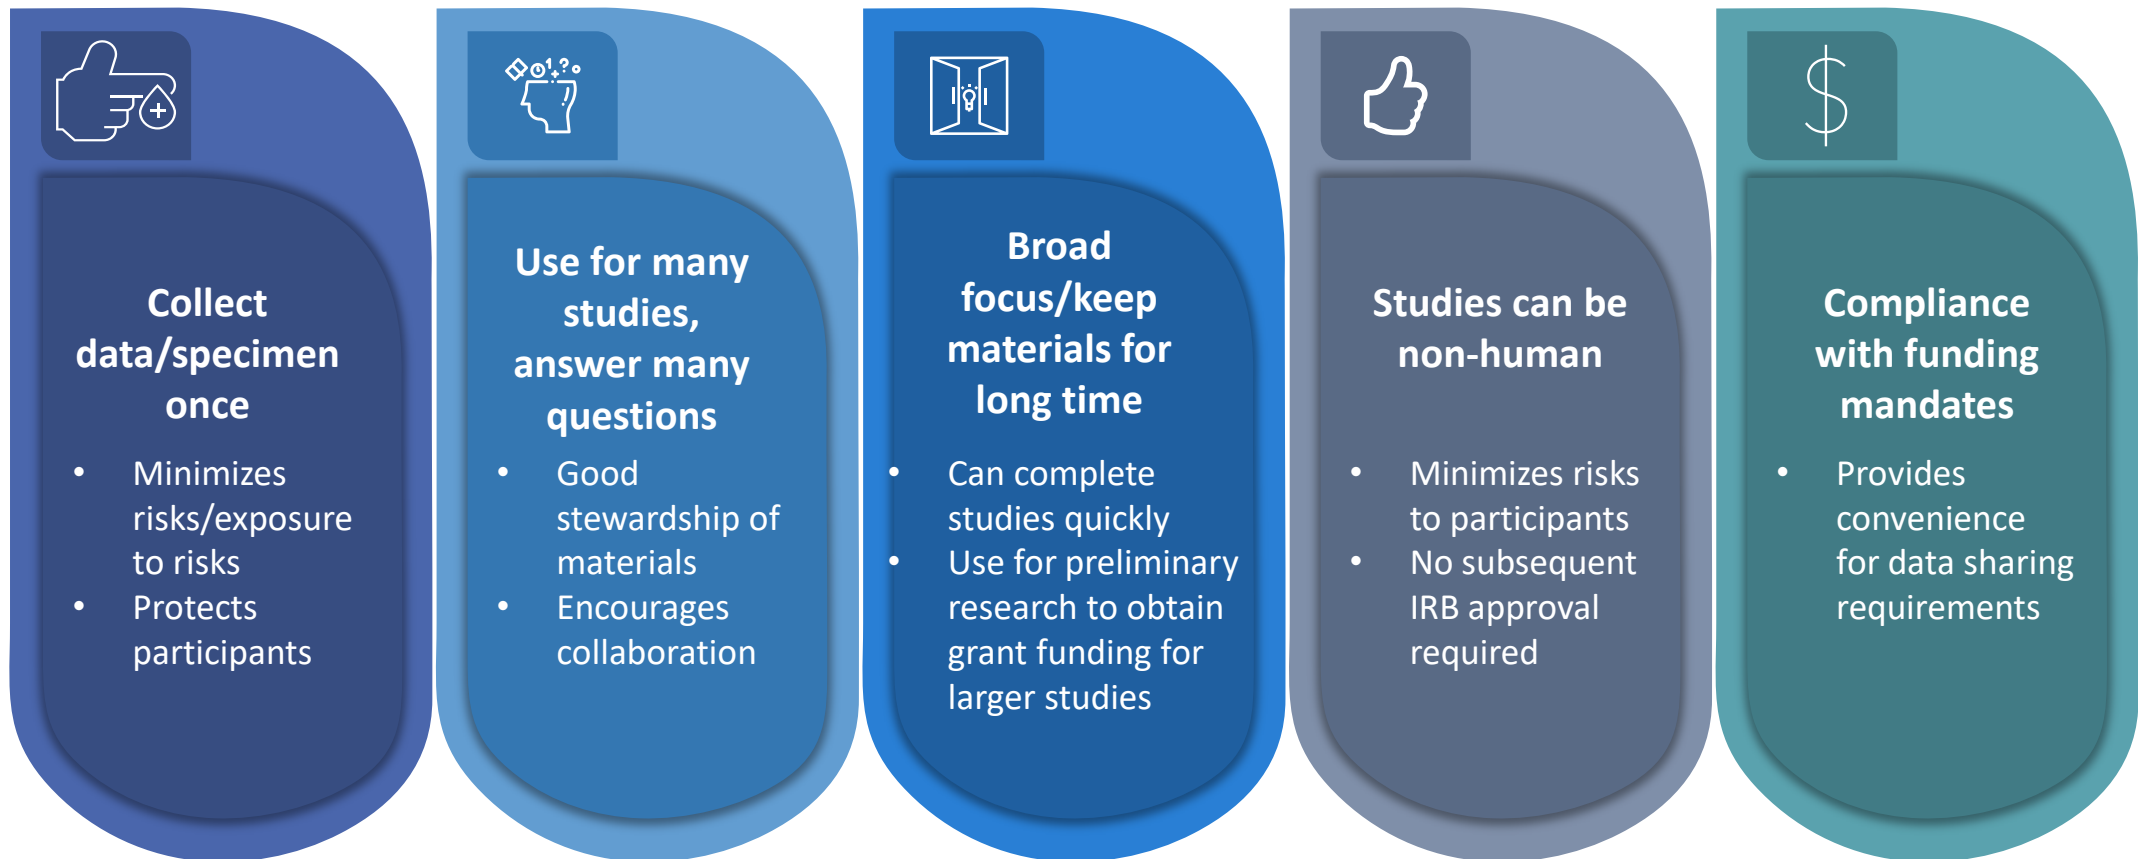 Collect
data/specimen
once
• Minimizes
risks/exposure
to risks
• Protects
participants
Use for many
studies,
answer many
questions
• Good
stewardship of
materials
• Encourages
collaboration
Broad
focus/keep
materials for
long time
• Can complete
studies quickly
• Use for preliminary
research to obtain
grant funding for
larger studies
Studies can be
non-human
• Minimizes risks
to participants
• No subsequent
IRB approval
required
Compliance
with funding
mandates
• Provides
convenience
for data sharing
requirements